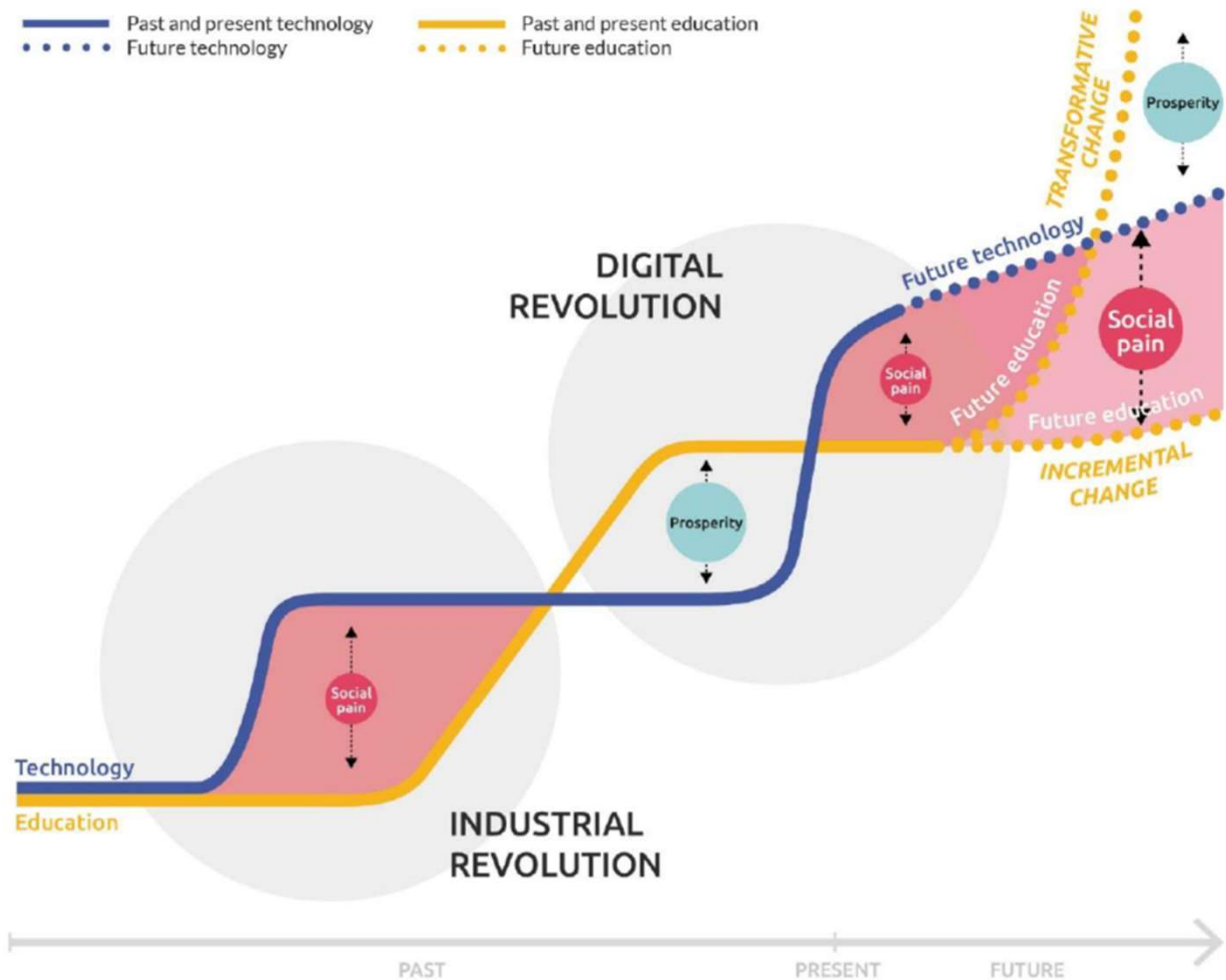 Past and present technology
Future technology
Past and present education
Future education
TRANSFORMATIVE
CHANGE
Prosperity
DIGITAL
REVOLUTION
Future technology
Social
pain
Future education
Social
pain
Future education
INCREMENTAL
CHANGE
Prosperity
Social
pain
Technology
Education
INDUSTRIAL
REVOLUTION
PAST
PRESENT
FUTURE